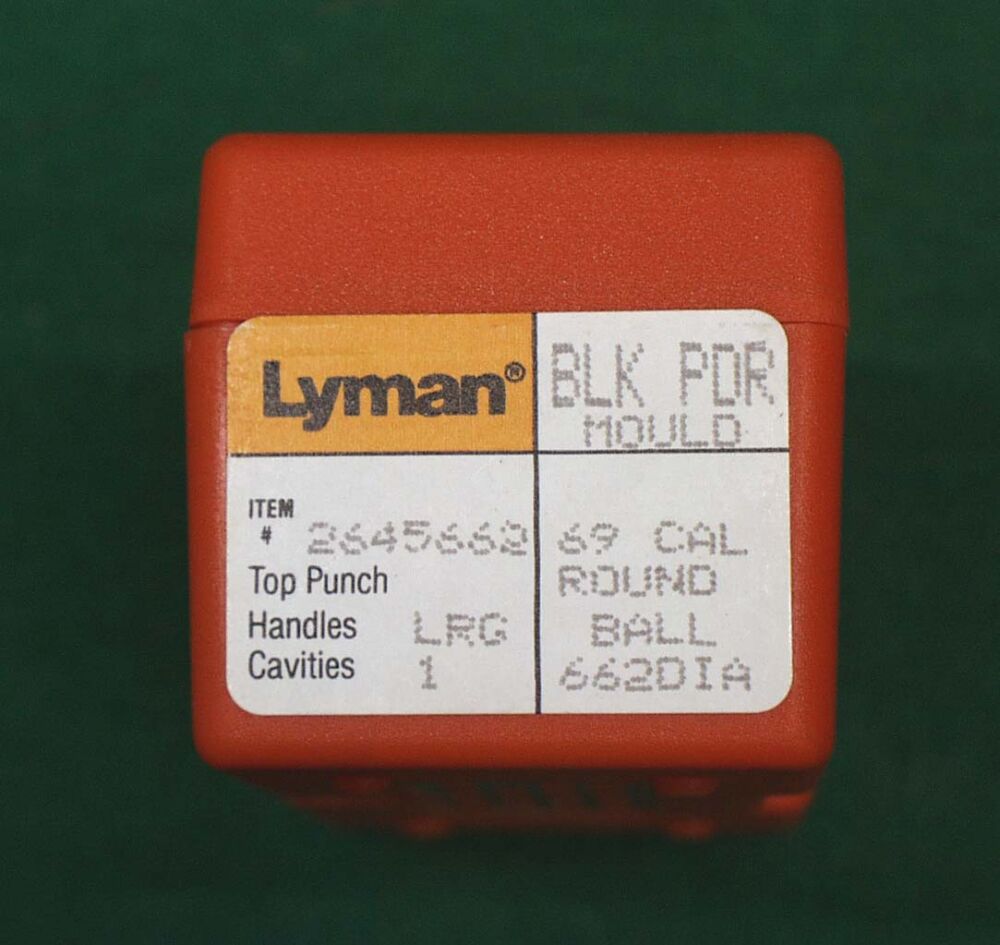 Lyman®
BLK PDR
MOULD
ITEM
# 2645662
Top Punch
Handles LRG
Cavities 1
69 CAL
ROUND
BALL
662DIA